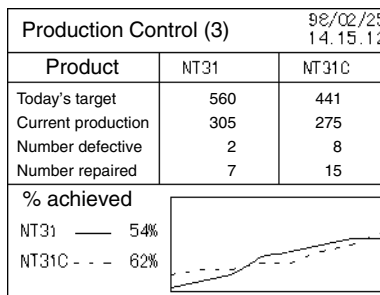 Production Control (3) 98/02/25
14.15.12
Product NT31 NT31C
Today's target 560 441
Current production 305 275
Number defective 2 8
Number repaired 7 15
% achieved
NT31 54%
NT31C 62%